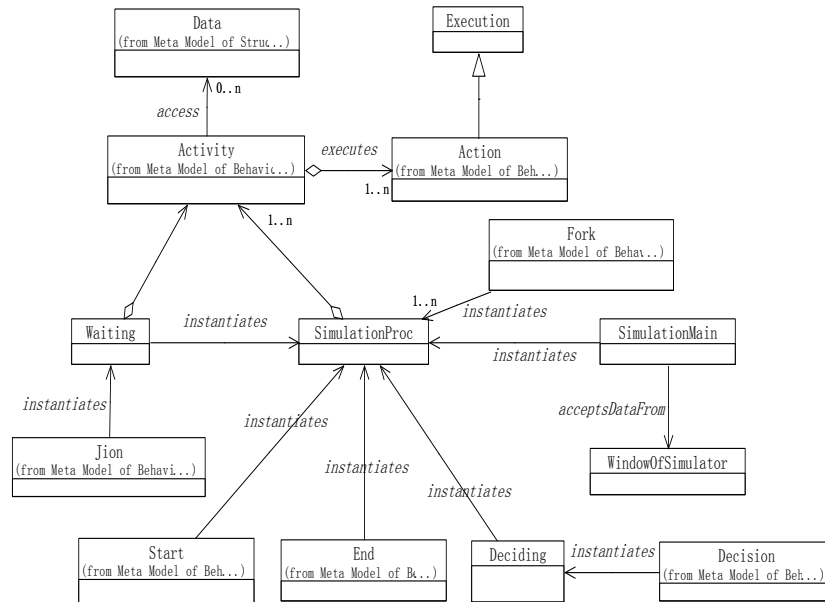 Data
(from Meta Model of Struc...)
Execution
0..n
access
Activity
(from Meta Model of Behavic...)
executes
1..n
Action
(from Meta Model of Beh...)
1..n
Fork
(from Meta Model of Behav...)
1..n
instantiates
Waiting
instantiates
SimulationProc
instantiates
SimulationMain
instantiates
acceptsDataFrom
Jion
(from Meta Model of Behavi...)
instantiates
WindowOfSimulator
instantiates
instantiates
Start
(from Meta Model of Beh...)
End
(from Meta Model of Be...)
Deciding
instantiates
Decision
(from Meta Model of Beh...)